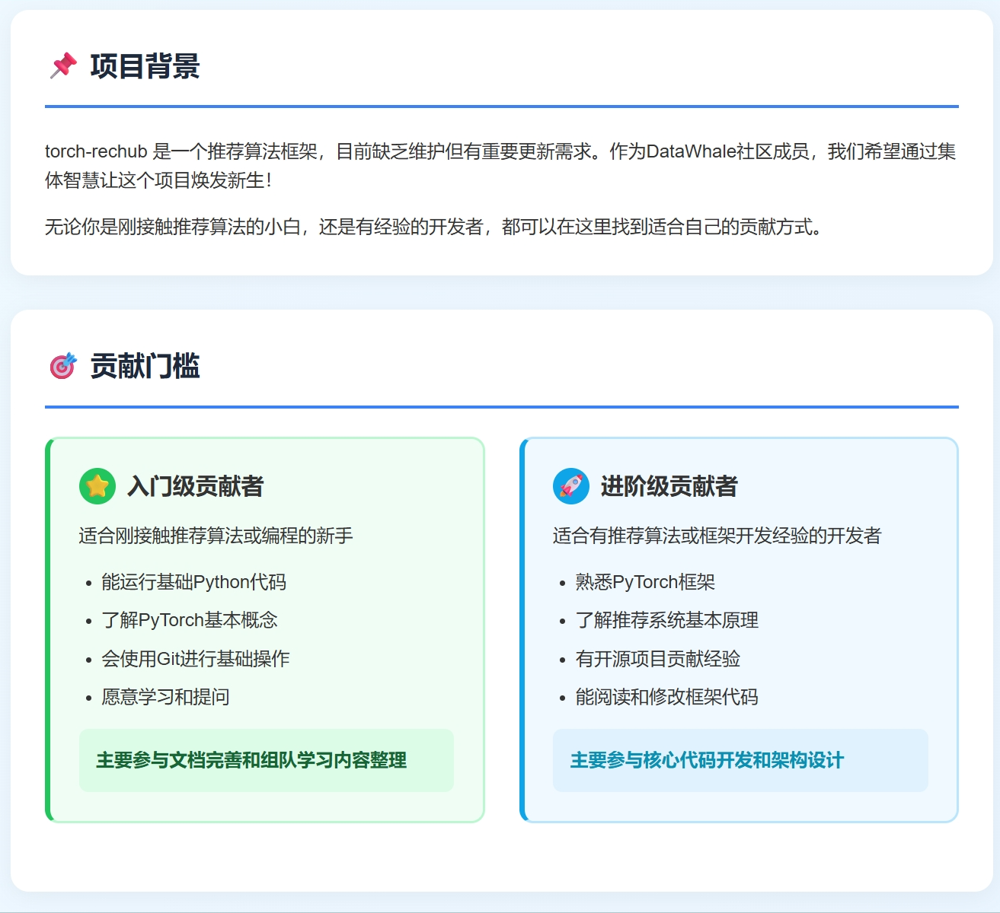 项目背景
torch-rechub 是一个推荐算法框架，目前缺乏维护但有重要更新需求。作为DataWhale社区成员，我们希望通过集
体智慧让这个项目焕发新生！
无论你是刚接触推荐算法的小白，还是有经验的开发者，都可以在这里找到适合自己的贡献方式。
贡献门槛
入门级贡献者
适合刚接触推荐算法或编程的新手
• 能运行基础Python代码
• 了解PyTorch基本概念
• 会使用Git进行基础操作
• 愿意学习和提问
主要参与文档完善和组队学习内容整理
进阶级贡献者
适合有推荐算法或框架开发经验的开发者
• 熟悉PyTorch框架
• 了解推荐系统基本原理
• 有开源项目贡献经验
• 能阅读和修改框架代码
主要参与核心代码开发和架构设计